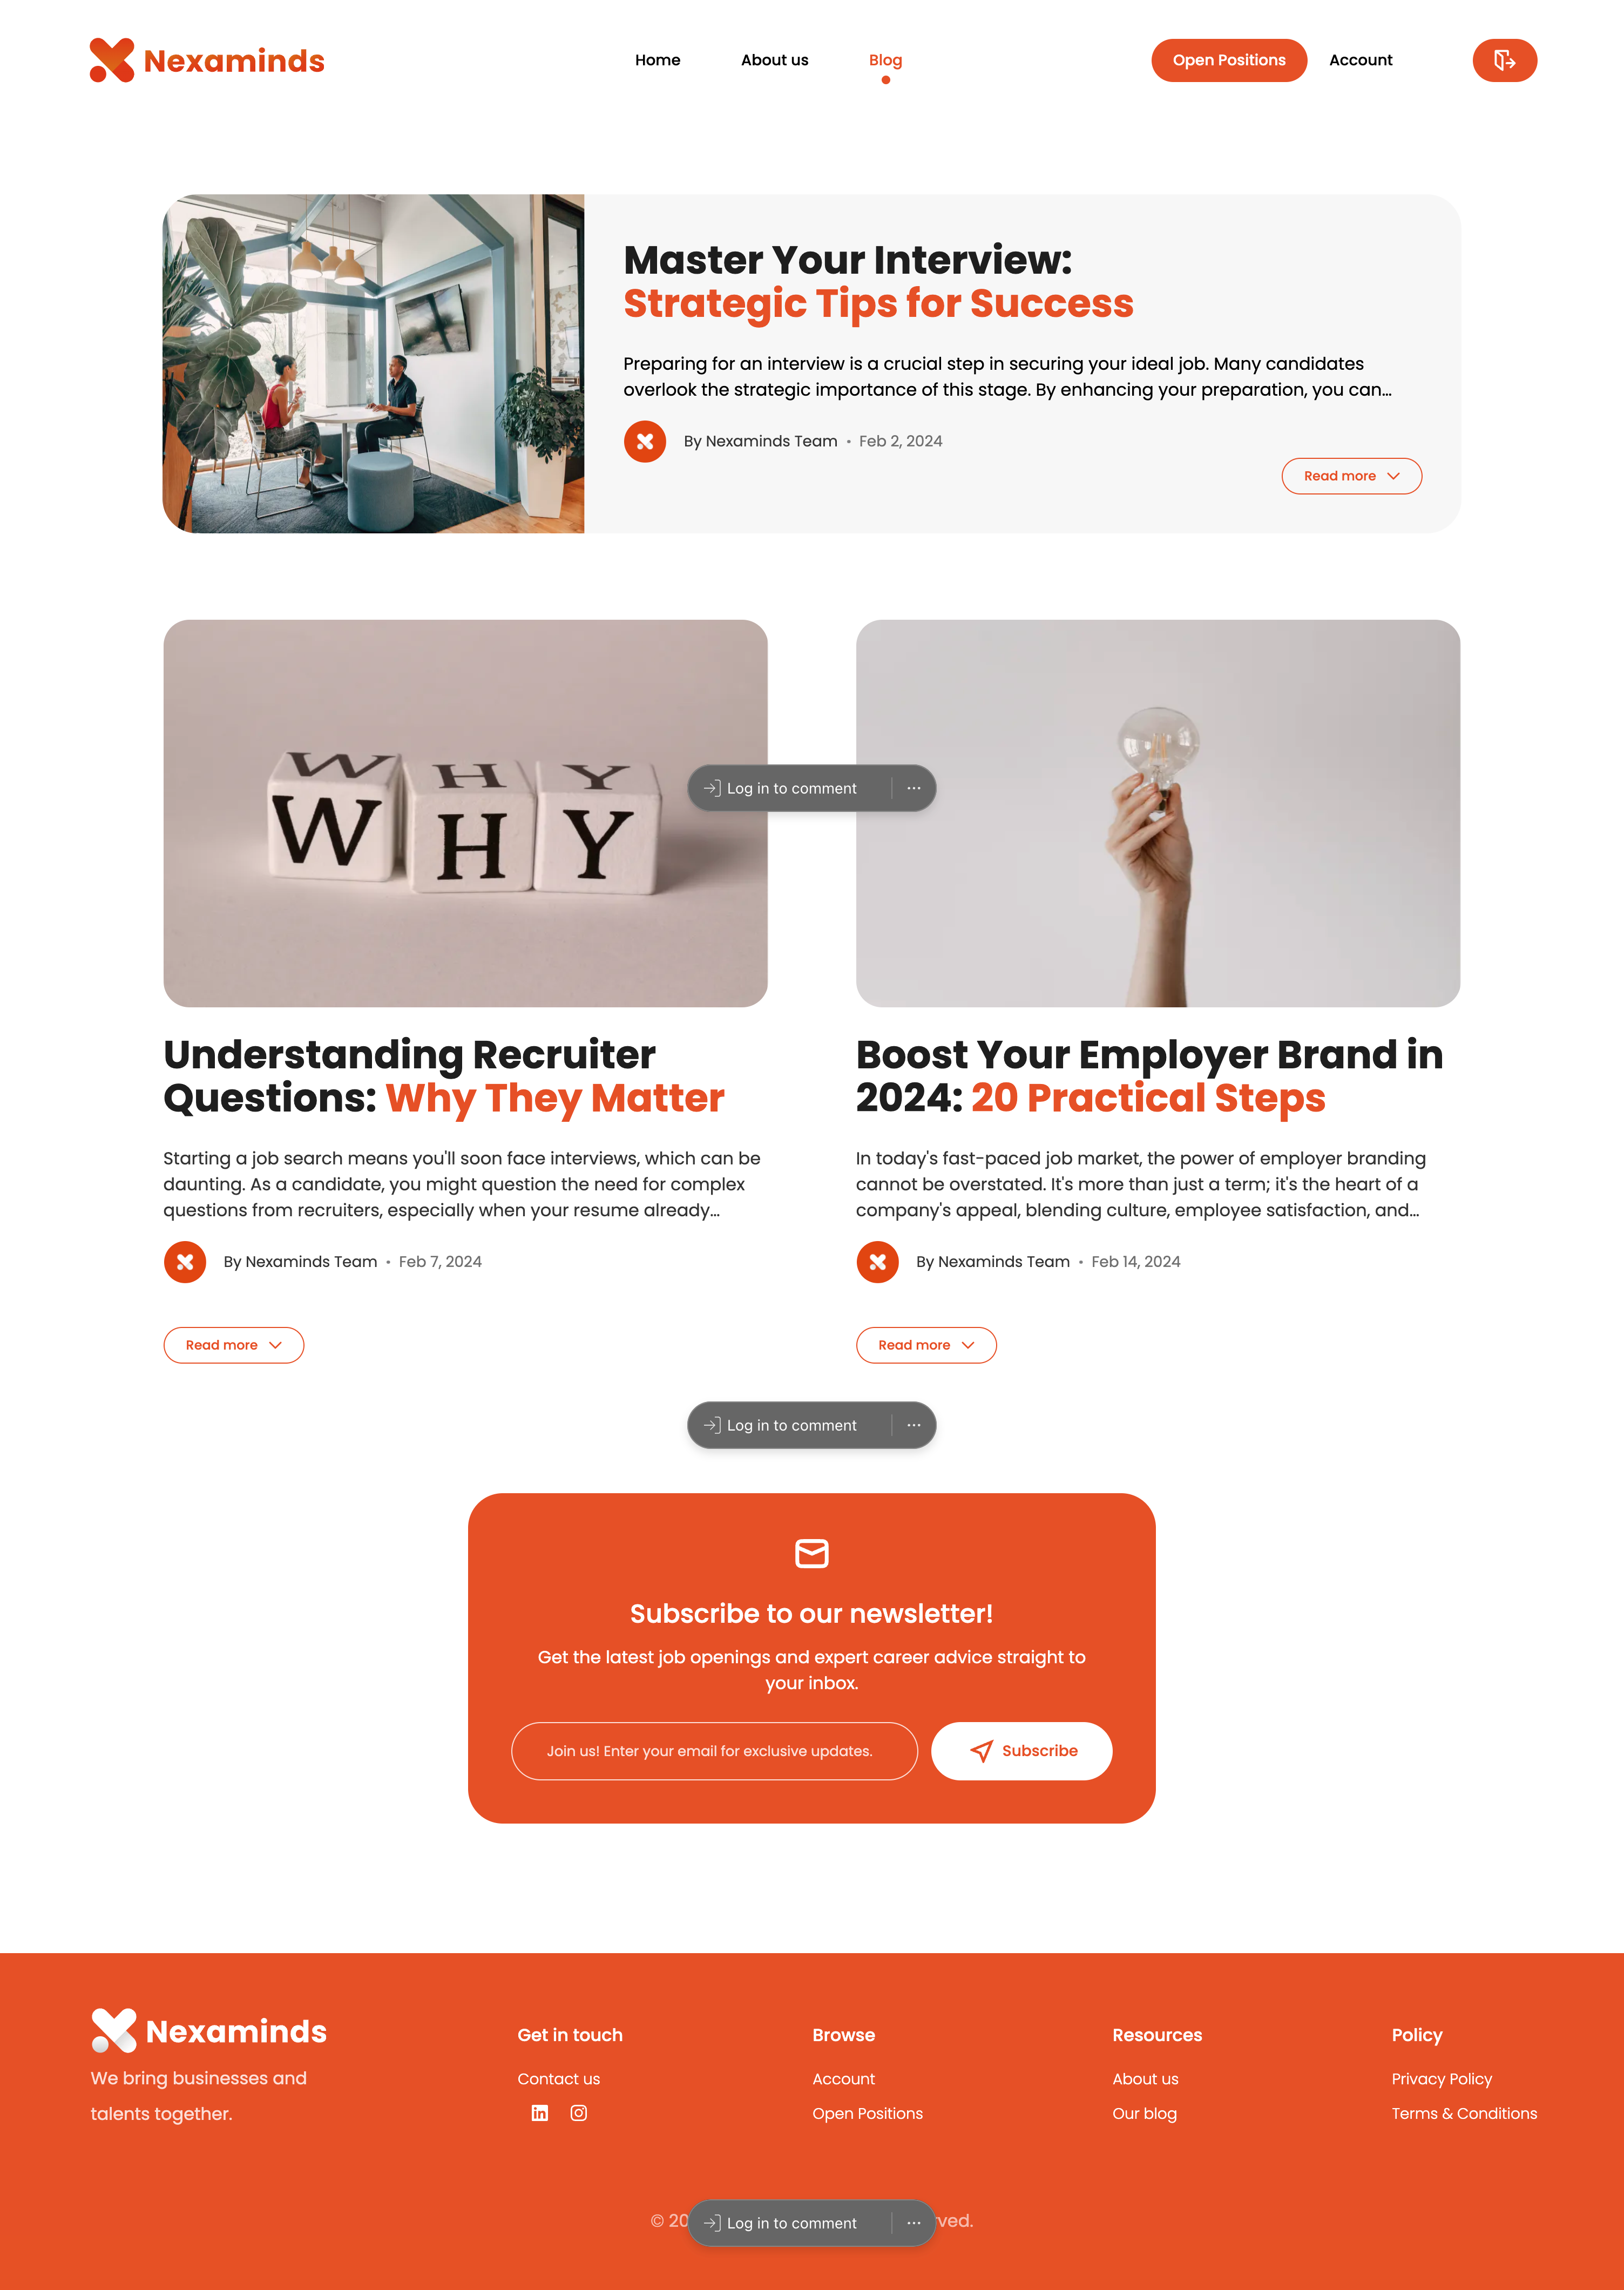 Nexaminds
Home
About us
Blog
Open Positions
Account
Master Your Interview:
Strategic Tips for Success
Preparing for an interview is a crucial step in securing your ideal job. Many candidates
overlook the strategic importance of this stage. By enhancing your preparation, you can...
By Nexaminds Team • Feb 2, 2024
Read more
W H Y
W H Y
Log in to comment
Understanding Recruiter
Questions: Why They Matter
Starting a job search means you'll soon face interviews, which can be
daunting. As a candidate, you might question the need for complex
questions from recruiters, especially when your resume already...
By Nexaminds Team • Feb 7, 2024
Read more
Boost Your Employer Brand in
2024: 20 Practical Steps
In today's fast-paced job market, the power of employer branding
cannot be overstated. It's more than just a term; it's the heart of a
company's appeal, blending culture, employee satisfaction, and...
By Nexaminds Team • Feb 14, 2024
Read more
Log in to comment
Subscribe to our newsletter!
Get the latest job openings and expert career advice straight to
your inbox.
Join us! Enter your email for exclusive updates.
Subscribe
Nexaminds
We bring businesses and
talents together.
Get in touch
Contact us
Browse
Account
Open Positions
Resources
About us
Our blog
Policy
Privacy Policy
Terms & Conditions
©
Log in to comment